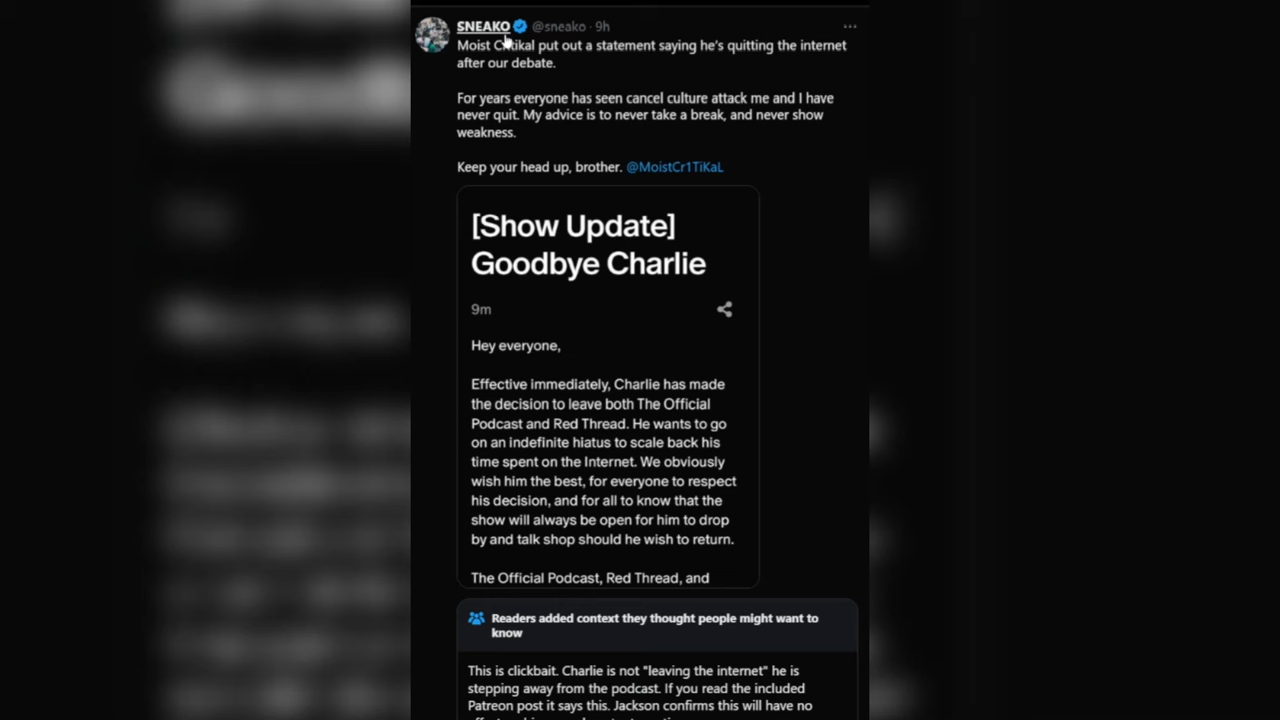 SNEAKO @sneako · 9h
Moist Critikal put out a statement saying he's quitting the internet
after our debate.
For years everyone has seen cancel culture attack me and I have
never quit. My advice is to never take a break, and never show
weakness.
Keep your head up, brother. @MoistCr1TiKaL
[Show Update]
Goodbye Charlie
9m
Hey everyone,
Effective immediately, Charlie has made
the decision to leave both The Official
Podcast and Red Thread. He wants to go
on an indefinite hiatus to scale back his
time spent on the Internet. We obviously
wish him the best, for everyone to respect
his decision, and for all to know that the
show will always be open for him to drop
by and talk shop should he wish to return.
The Official Podcast, Red Thread, and
Readers added context they thought people might want to
know
This is clickbait. Charlie is not "leaving the internet" he is
stepping away from the podcast. If you read the included
Patreon post it says this. Jackson confirms this will have no